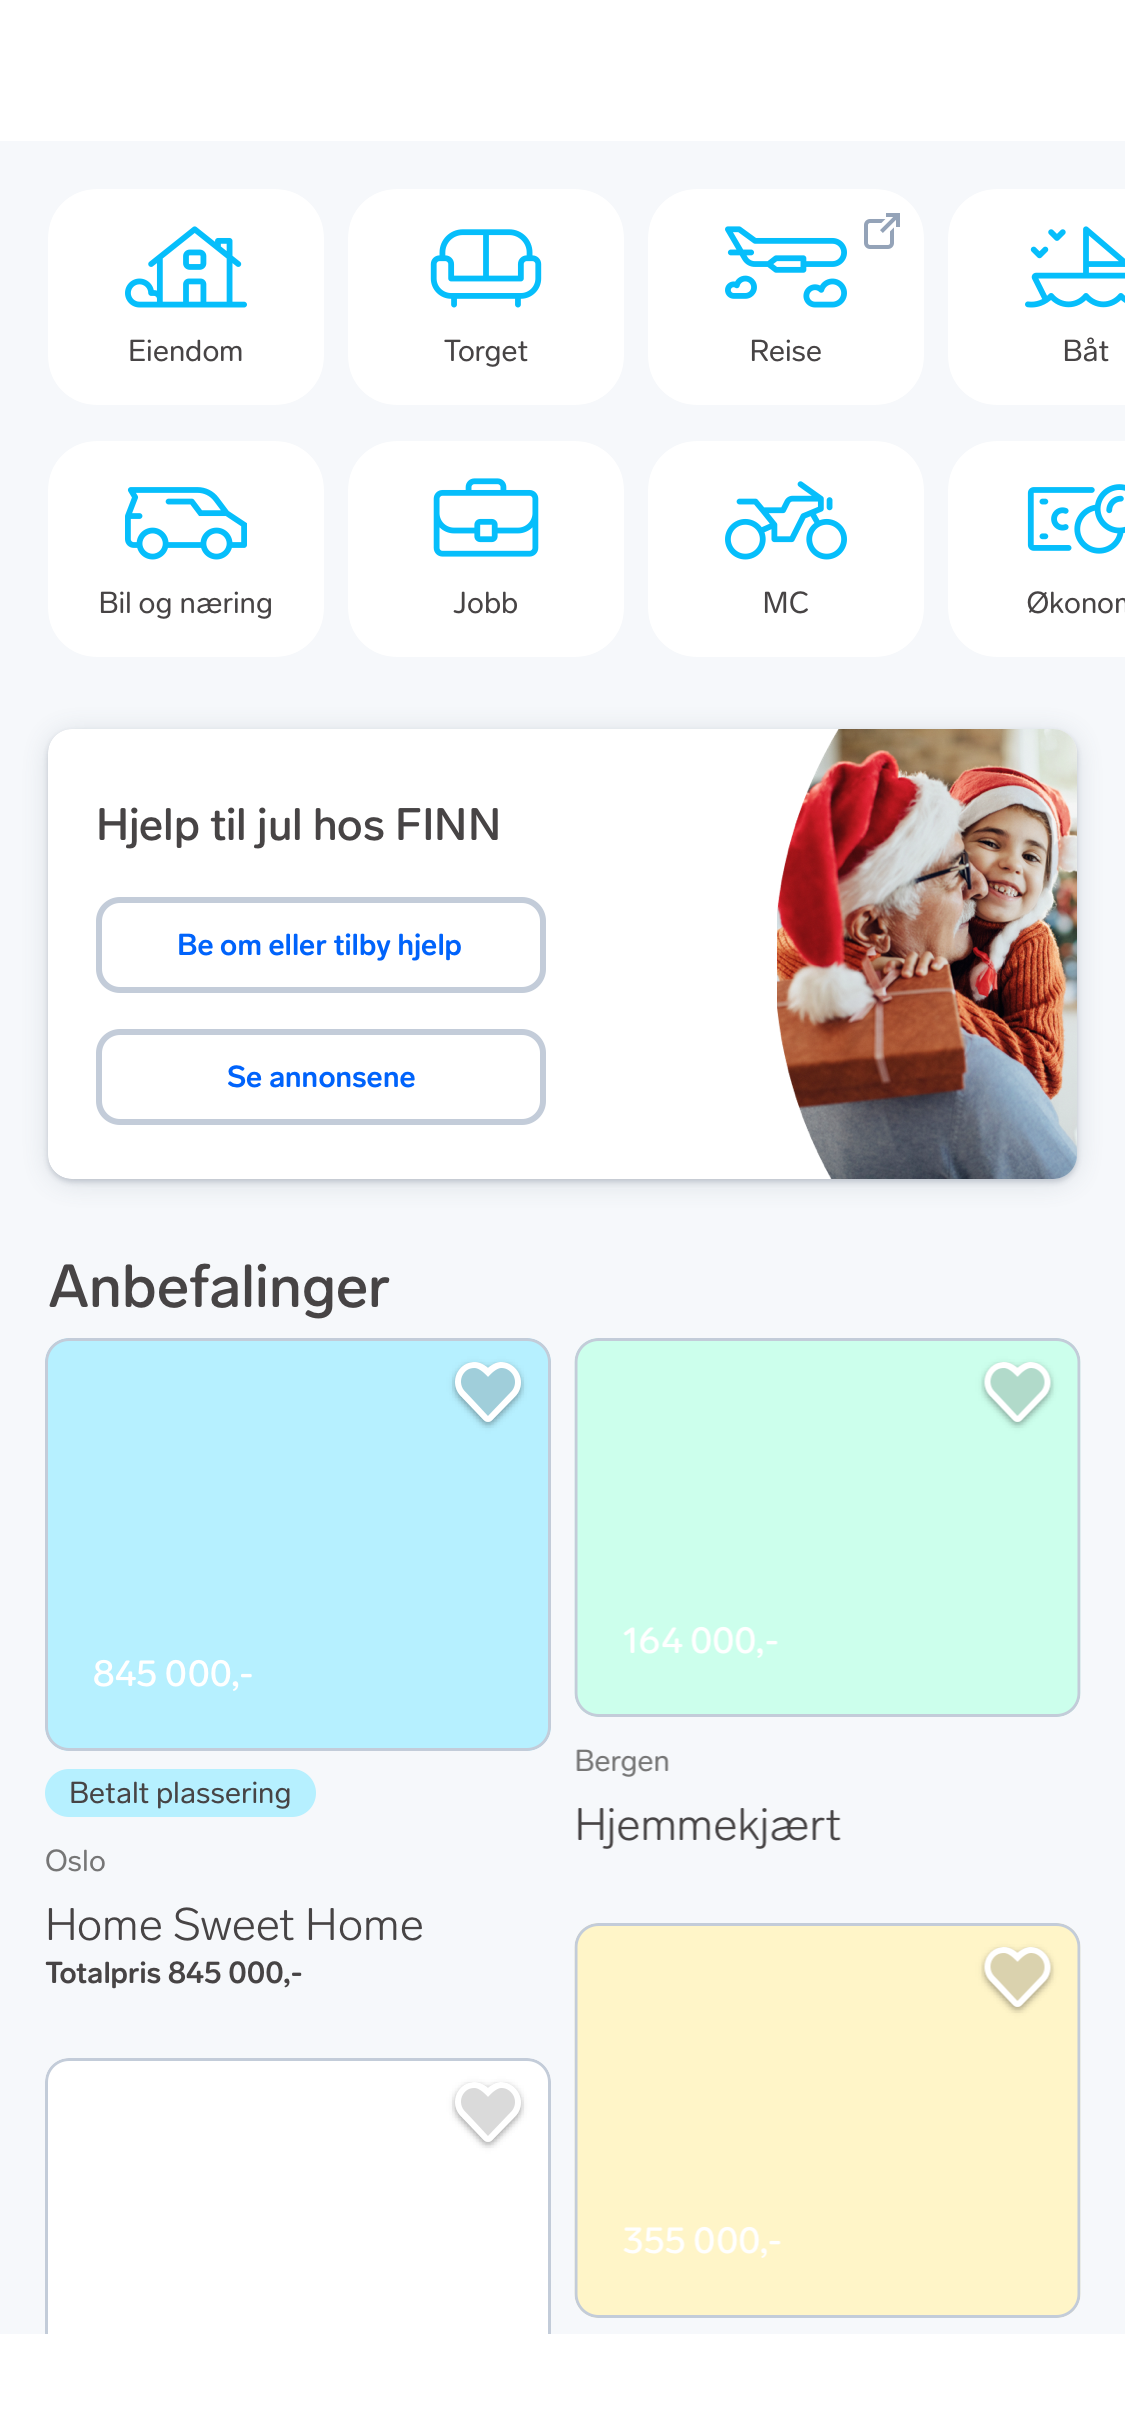 Eiendom
Torget
Reise
Båt
Bil og næring
Jobb
MC
Hjelp til jul hos FINN
Be om eller tilby hjelp
Se annonsene
Anbefalinger
845 000,-
Betalt plassering
Oslo
Home Sweet Home
Totalpris 845 000,-
164 000,-
Bergen
Hjemmekjært
355 000,-